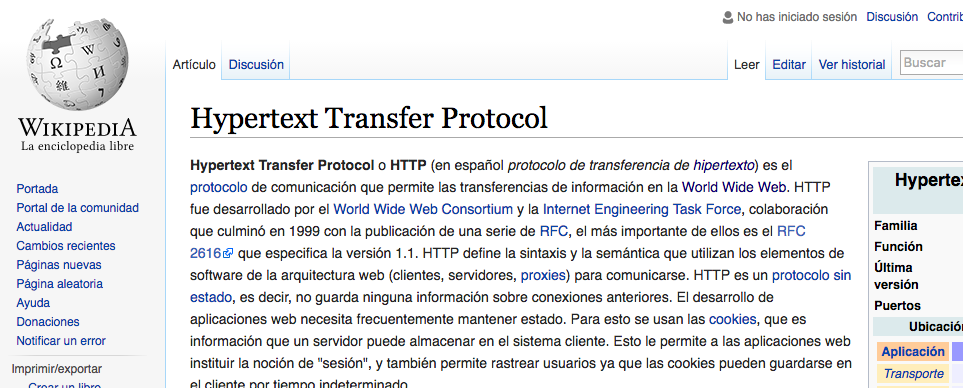 No ha iniciado sesión Discusión Contrib
Artículo Discusión Leer Editar Ver historial Buscar
WIKIPEDIA
La enciclopedia libre
Portada
Portal de la comunidad
Actualidad
Cambios recientes
Páginas nuevas
Página aleatoria
Ayuda
Donaciones
Notificar un error
Imprimir/exportar
Crear un libro
Hypertext Transfer Protocol
Hypertext Transfer Protocol o HTTP (en español protocolo de transferencia de hipertexto) es el
protocolo de comunicación que permite las transferencias de información en la World Wide Web. HTTP
fue desarrollado por el World Wide Web Consortium y la Internet Engineering Task Force, colaboración
que culminó en 1999 con la publicación de una serie de RFC, el más importante de ellos es el RFC
2616 que especifica la versión 1.1. HTTP define la sintaxis y la semántica que utilizan los elementos de
software de la arquitectura web (clientes, servidores, proxies) para comunicarse. HTTP es un protocolo sin
estado, es decir, no guarda ninguna información sobre conexiones anteriores. El desarrollo de
aplicaciones web necesita frecuentemente mantener estado. Para esto se usan las cookies, que es
información que un servidor puede almacenar en el sistema cliente. Esto le permite a las aplicaciones web
instituir la noción de "sesión", y también permite rastrear usuarios ya que las cookies pueden guardarse en
el cliente por tiempo indeterminado.
Hyperte
Familia
Función
Última
versión
Puertos
Ubicació
Aplicación
Transporte